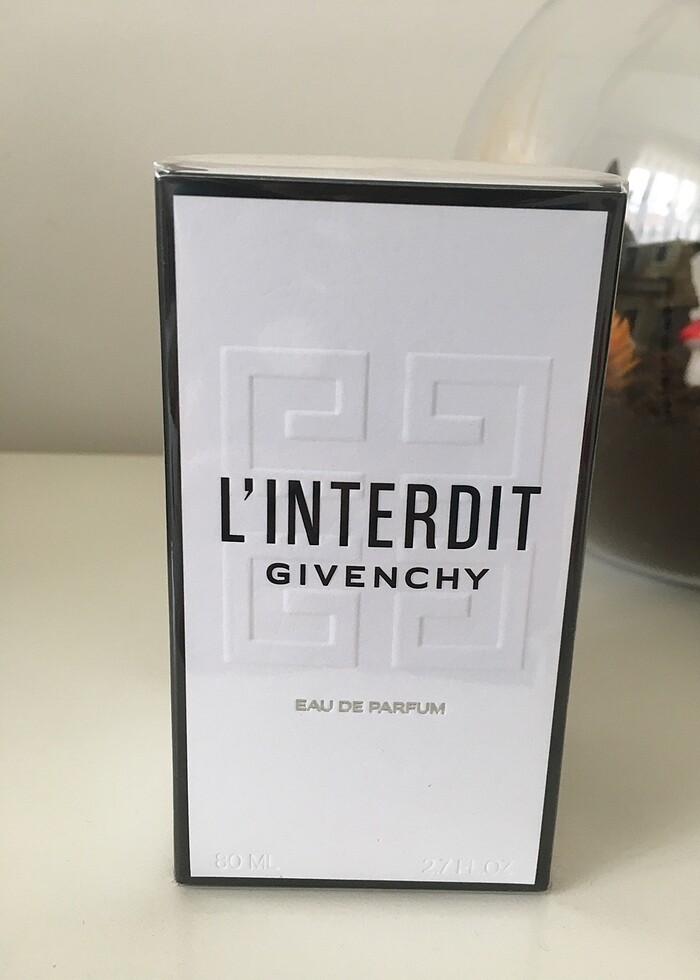 L'INTERDIT
GIVENCHY
EAU DE PARFUM
80 ML
2.7 FL OZ